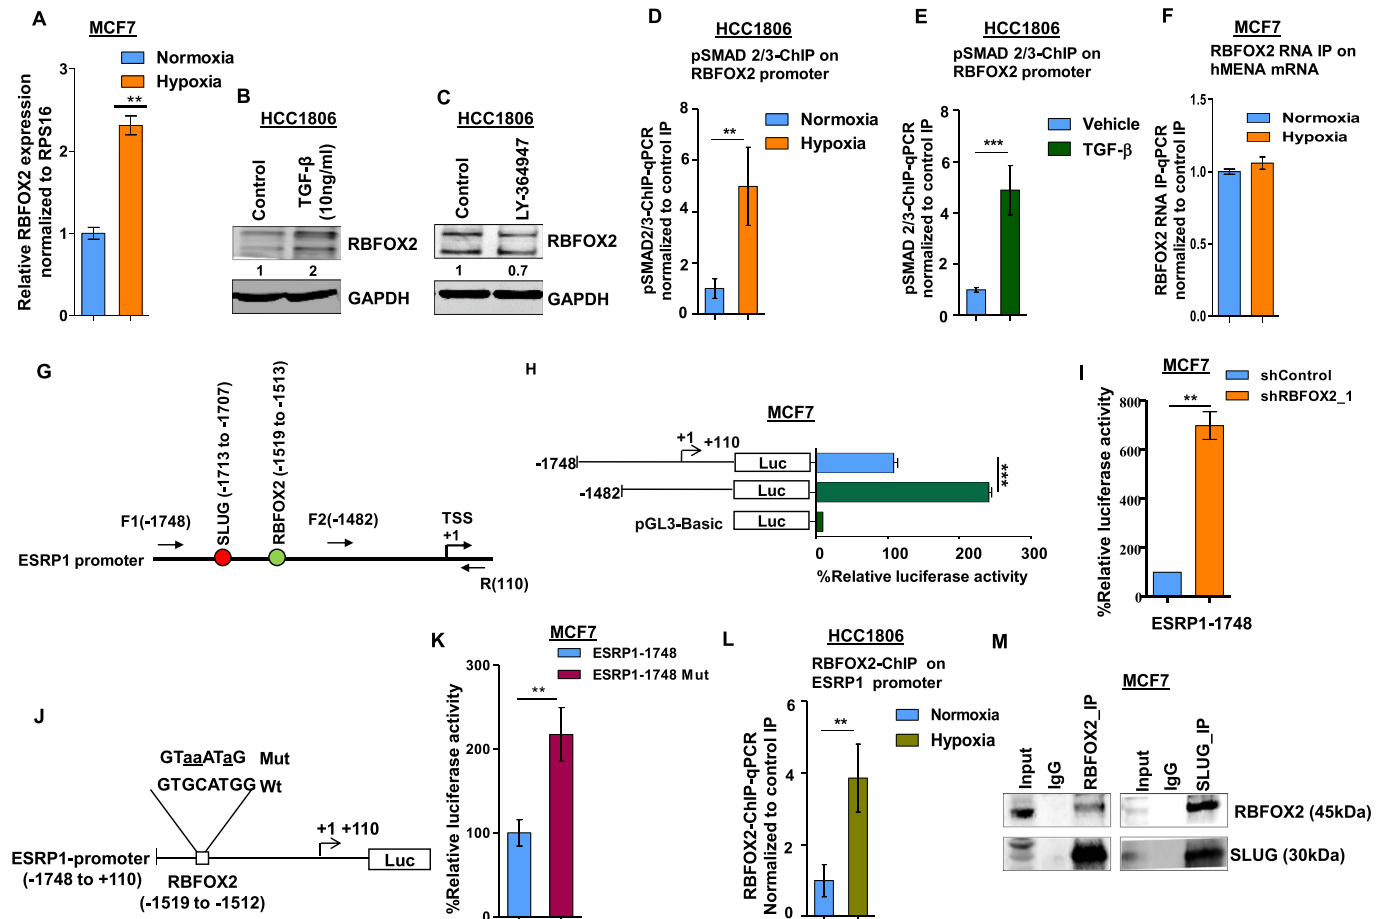 A
MCF7
Normoxia
Hypoxia
Relative RBFOX2 expression
normalized to RPS16
3
2
1
0
**
B
HCC1806
Control
TGF-β
(10ng/ml)
RBFOX2
1 2
GAPDH
C
HCC1806
Control
LY-364947
RBFOX2
1 0.7
GAPDH
D
HCC1806
pSMAD 2/3-ChIP on
RBFOX2 promoter
Normoxia
Hypoxia
pSMAD2/3-ChIP-qPCR
normalized to control IP
8
6
4
2
0
**
E
HCC1806
pSMAD 2/3-ChIP on
RBFOX2 promoter
Vehicle
TGF-β
pSMAD 2/3-ChIP-qPCR
normalized to control IP
8
6
4
2
0
***
F
MCF7
RBFOX2 RNA IP on
hMENA mRNA
Normoxia
Hypoxia
RBFOX2 RNA IP-qPCR
normalized to control IP
1.5
1.0
0.5
0.0
G
SLUG (-1713 to -1707)
RBFOX2 (-1519 to -1513)
F1(-1748)
F2(-1482)
TSS
+1
ESRP1 promoter
R(110)
H
MCF7
+1 +110
-1748 Luc
-1482 Luc
pGL3-Basic Luc
***
0 100 200 300
%Relative luciferase activity
I
MCF7
shControl
shRBFOX2_1
%Relative luciferase activity
800
600
400
200
0
**
ESRP1-1748
J
GTaaATaG Mut
GTGCATGG Wt
+1 +110
ESRP1-promoter
(-1748 to +110)
Luc
RBFOX2
(-1519 to -1512)
K
MCF7
ESRP1-1748
ESRP1-1748 Mut
%Relative luciferase activity
300
200
100
0
**
L
HCC1806
RBFOX2-ChIP on
ESRP1 promoter
Normoxia
Hypoxia
RBFOX2-ChIP-qPCR
Normalized to control IP
6
4
2
0
**
M
MCF7
Input
IgG
RBFOX2_IP
Input
IgG
SLUG_IP
RBFOX2 (45kDa)
SLUG (30kDa)